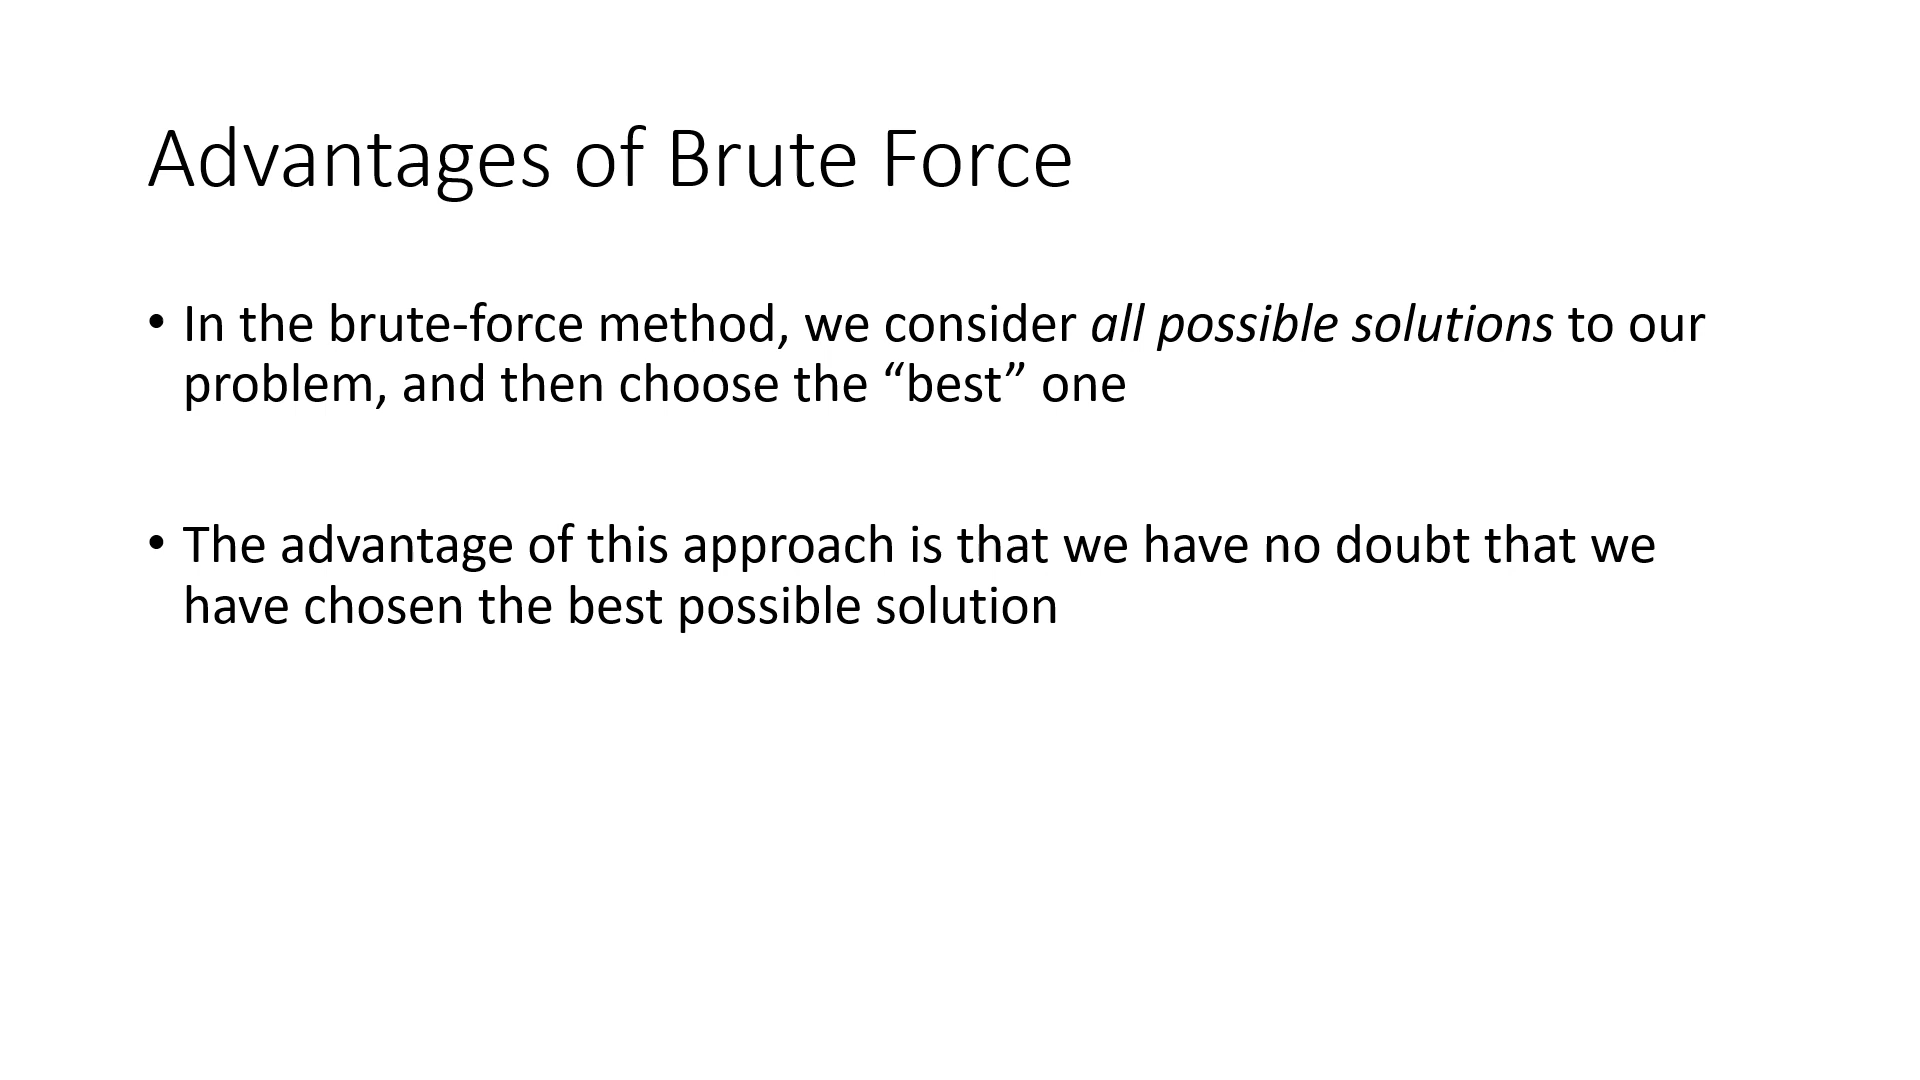 Advantages of Brute Force
• In the brute-force method, we consider all possible solutions to our
problem, and then choose the “best” one
• The advantage of this approach is that we have no doubt that we
have chosen the best possible solution